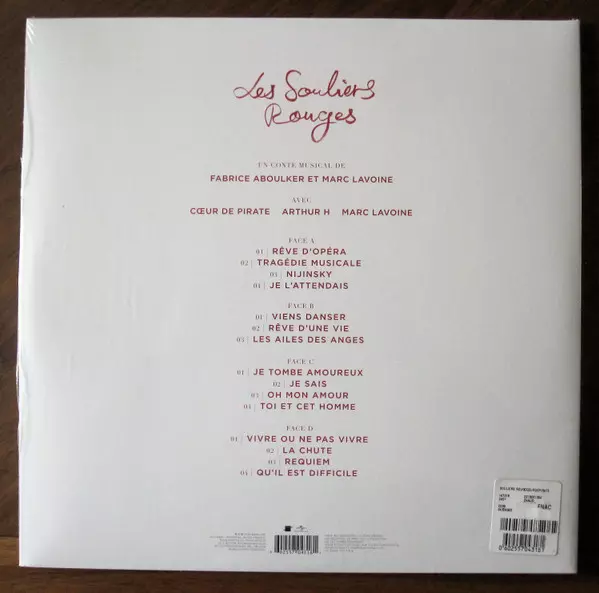 Les Souliers
Rouges
UN CONTE MUSICAL DE
FABRICE ABOULKER ET MARC LAVOINE
AVEC
CŒUR DE PIRATE ARTHUR H MARC LAVOINE
FACE A
01 | RÊVE D'OPÉRA
02 | TRAGÉDIE MUSICALE
03 | NIJINSKY
04 | JE L'ATTENDAIS
FACE B
01 | VIENS DANSER
02 | RÊVE D'UNE VIE
03 | LES AILES DES ANGES
FACE C
01 | JE TOMBE AMOUREUX
02 | JE SAIS
03 | OH MON AMOUR
04 | TOI ET CET HOMME
FACE D
01 | VIVRE OU NE PAS VIVRE
02 | LA CHUTE
03 | REQUIEM
04 | QU'IL EST DIFFICILE
FNAC